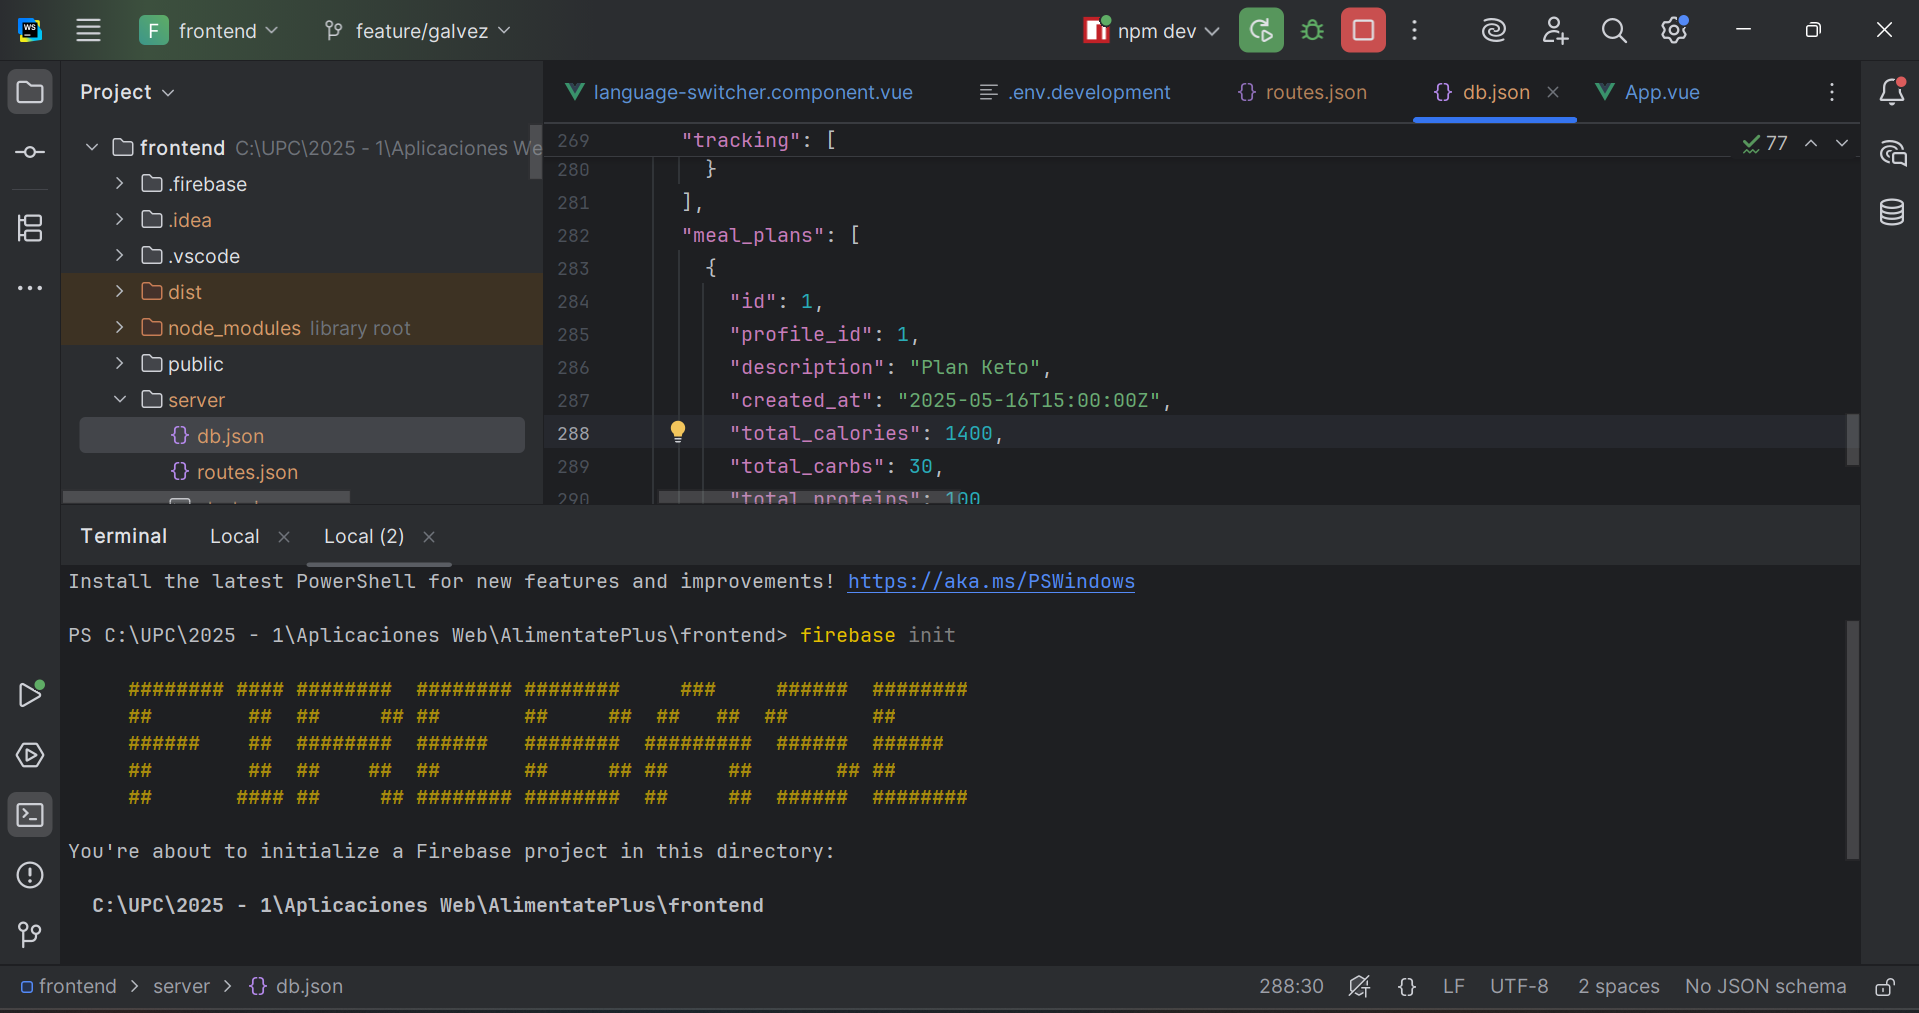 WS F frontend feature/galvez npm dev
Project
frontend C:\UPC\2025 - 1\Aplicaciones We
.firebase
.idea
.vscode
dist
node_modules library root
public
server
db.json
routes.json
language-switcher.component.vue .env.development routes.json db.json App.vue
269 "tracking": [ 77
280 }
281 ],
282 "meal_plans": [
283 {
284 "id": 1,
285 "profile_id": 1,
286 "description": "Plan Keto",
287 "created_at": "2025-05-16T15:00:00Z",
288 "total_calories": 1400,
289 "total_carbs": 30,
290 "total_proteins": 100
Terminal Local Local (2)
Install the latest PowerShell for new features and improvements! https://aka.ms/PSWindows
PS C:\UPC\2025 - 1\Aplicaciones Web\AlimentatePlus\frontend> firebase init
######## #### ########  ######## ########     ###     ######  ########
##        ##  ##     ## ##       ##     ##  ##   ##  ##       ##
######    ##  ########  ######   ########  #########  ######  ######
##        ##  ##    ##  ##       ##     ## ##     ##       ## ##
##       #### ##     ## ######## ########  ##     ##  ######  ########
You're about to initialize a Firebase project in this directory:
C:\UPC\2025 - 1\Aplicaciones Web\AlimentatePlus\frontend
frontend > server > {} db.json 288:30 {} LF UTF-8 2 spaces No JSON schema